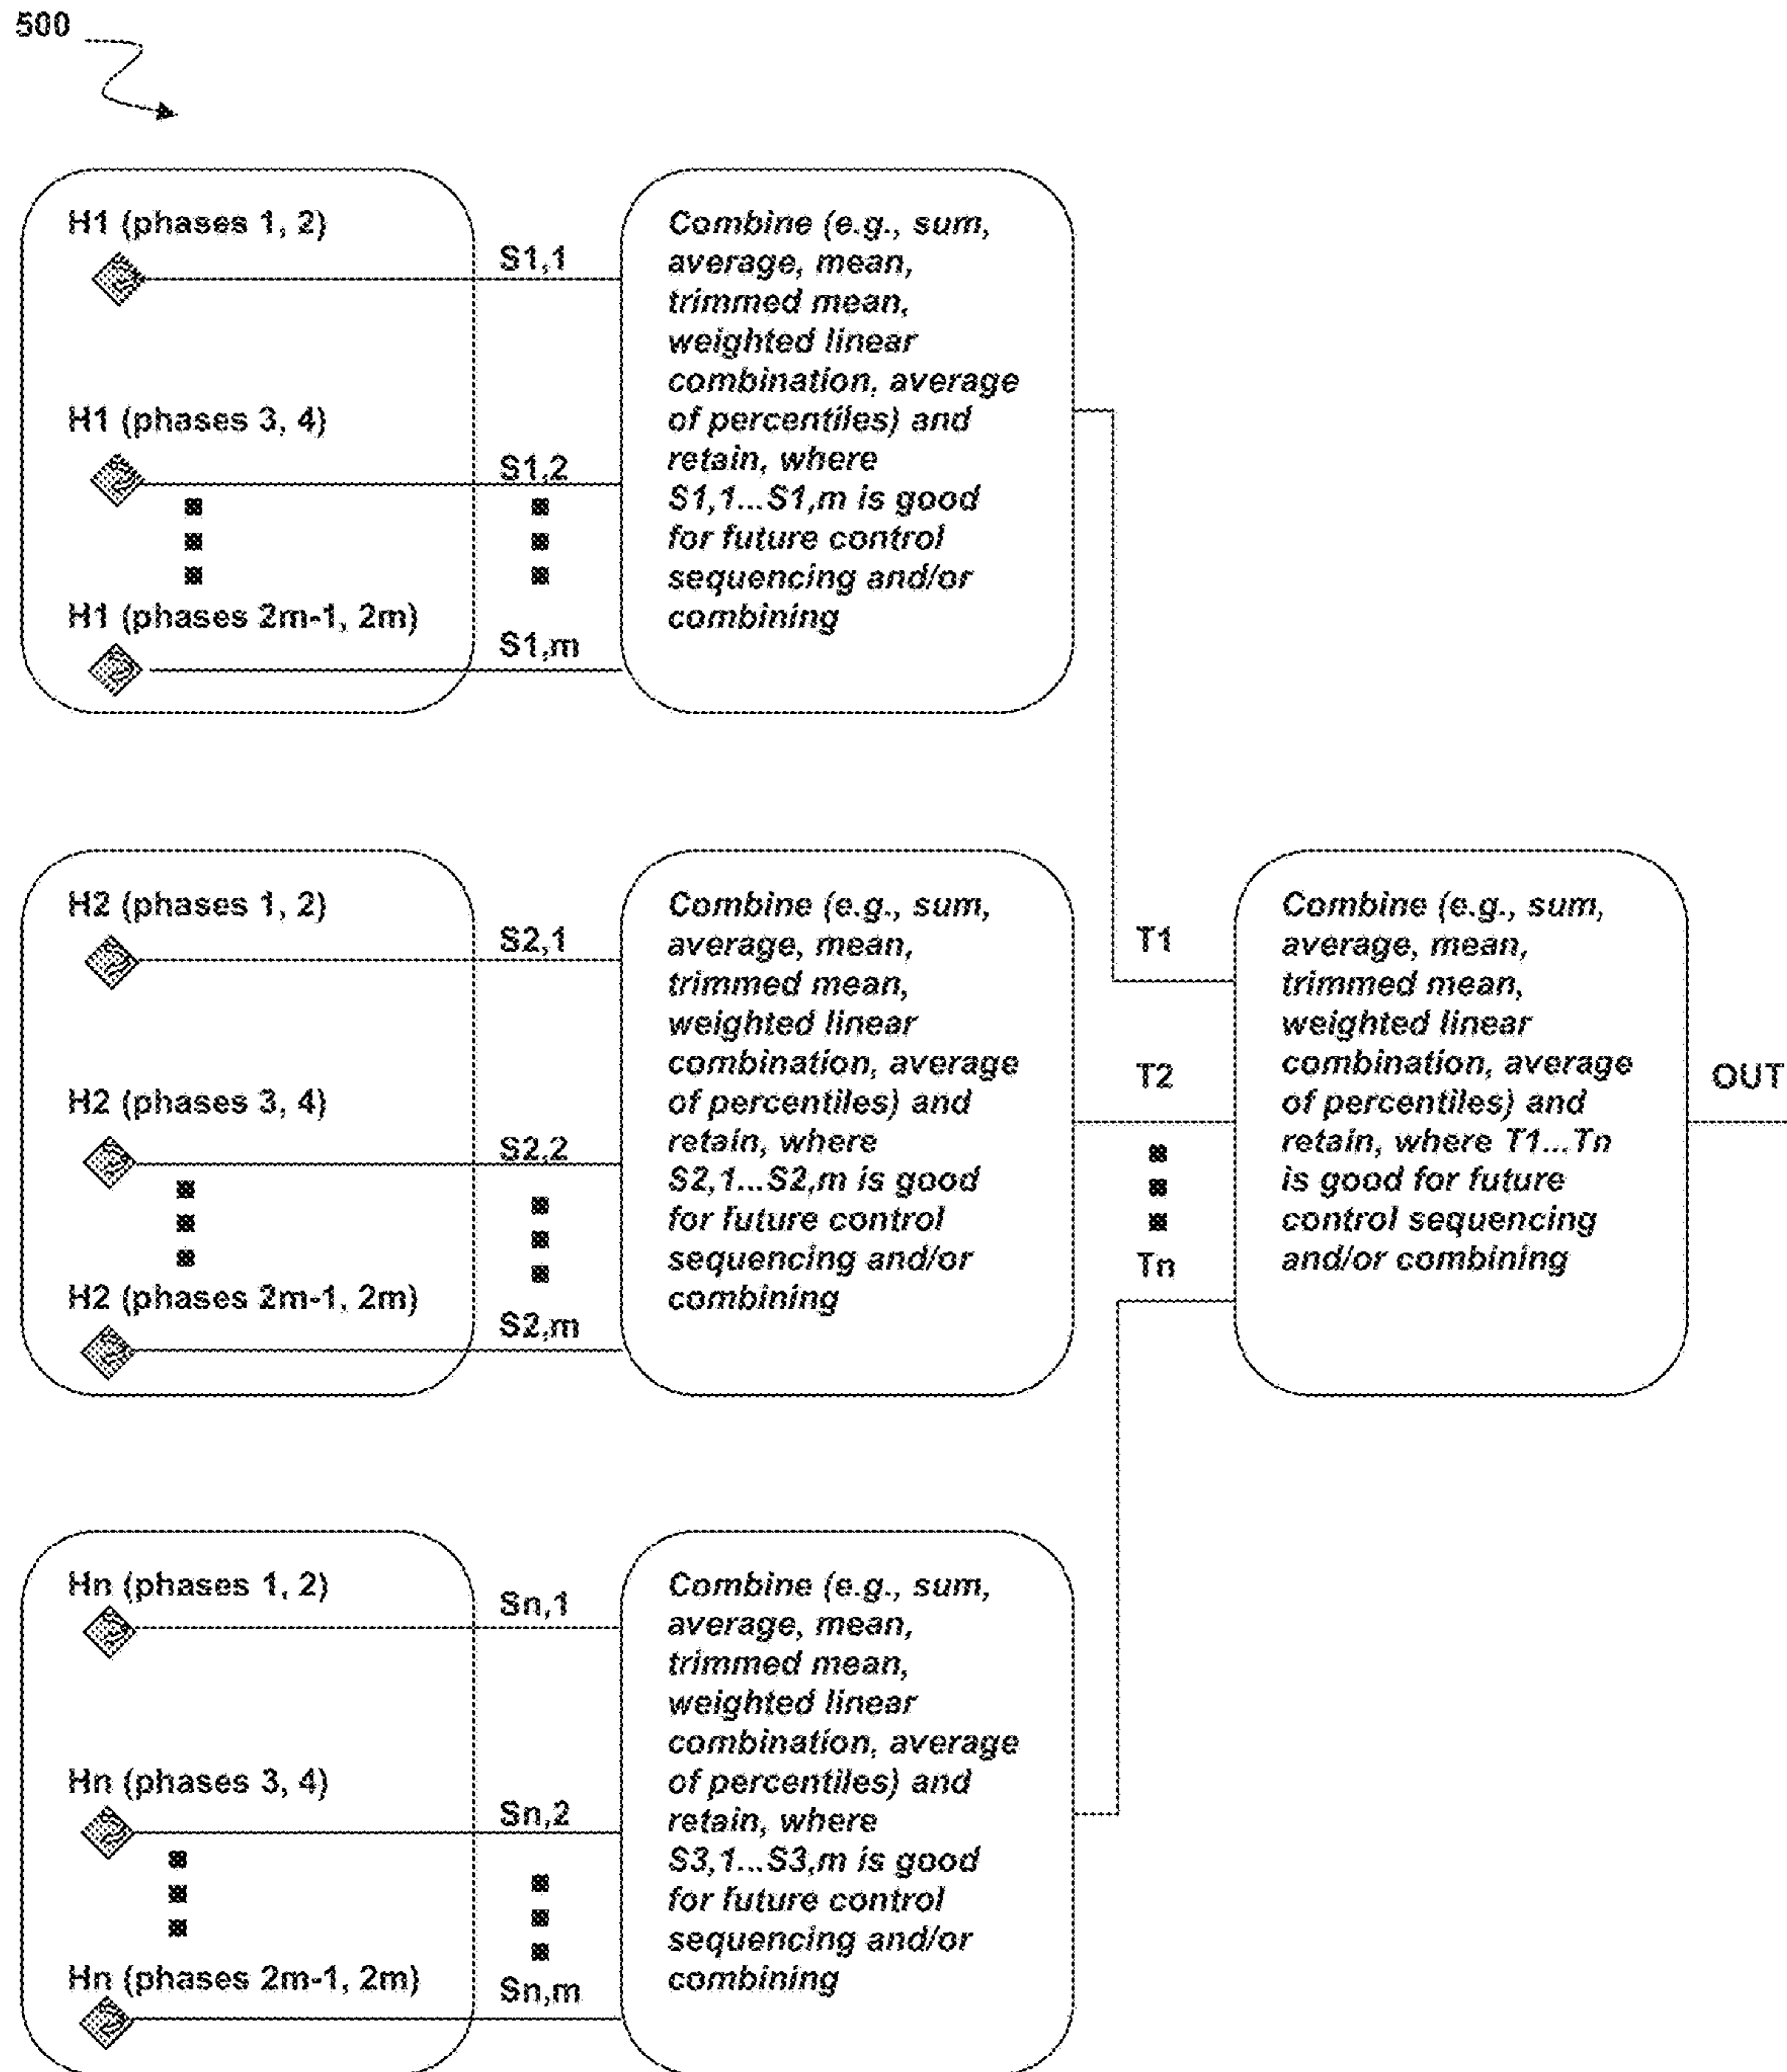 500
H1 (phases 1, 2)
S1,1
H1 (phases 3, 4)
S1,2
H1 (phases 2m-1, 2m)
S1,m
Combine (e.g., sum,
average, mean,
trimmed mean,
weighted linear
combination, average
of percentiles) and
retain, where
S1,1...S1,m is good
for future control
sequencing and/or
combining
H2 (phases 1, 2)
S2,1
H2 (phases 3, 4)
S2,2
H2 (phases 2m-1, 2m)
S2,m
Combine (e.g., sum,
average, mean,
trimmed mean,
weighted linear
combination, average
of percentiles) and
retain, where
S2,1...S2,m is good
for future control
sequencing and/or
combining
T1
T2
Tn
Combine (e.g., sum,
average, mean,
trimmed mean,
weighted linear
combination, average
of percentiles) and
retain, where T1...Tn
is good for future
control sequencing
and/or combining
OUT
Hn (phases 1, 2)
Sn,1
Hn (phases 3, 4)
Sn,2
Hn (phases 2m-1, 2m)
Sn,m
Combine (e.g., sum,
average, mean,
trimmed mean,
weighted linear
combination, average
of percentiles) and
retain, where
S3,1...S3,m is good
for future control
sequencing and/or
combining